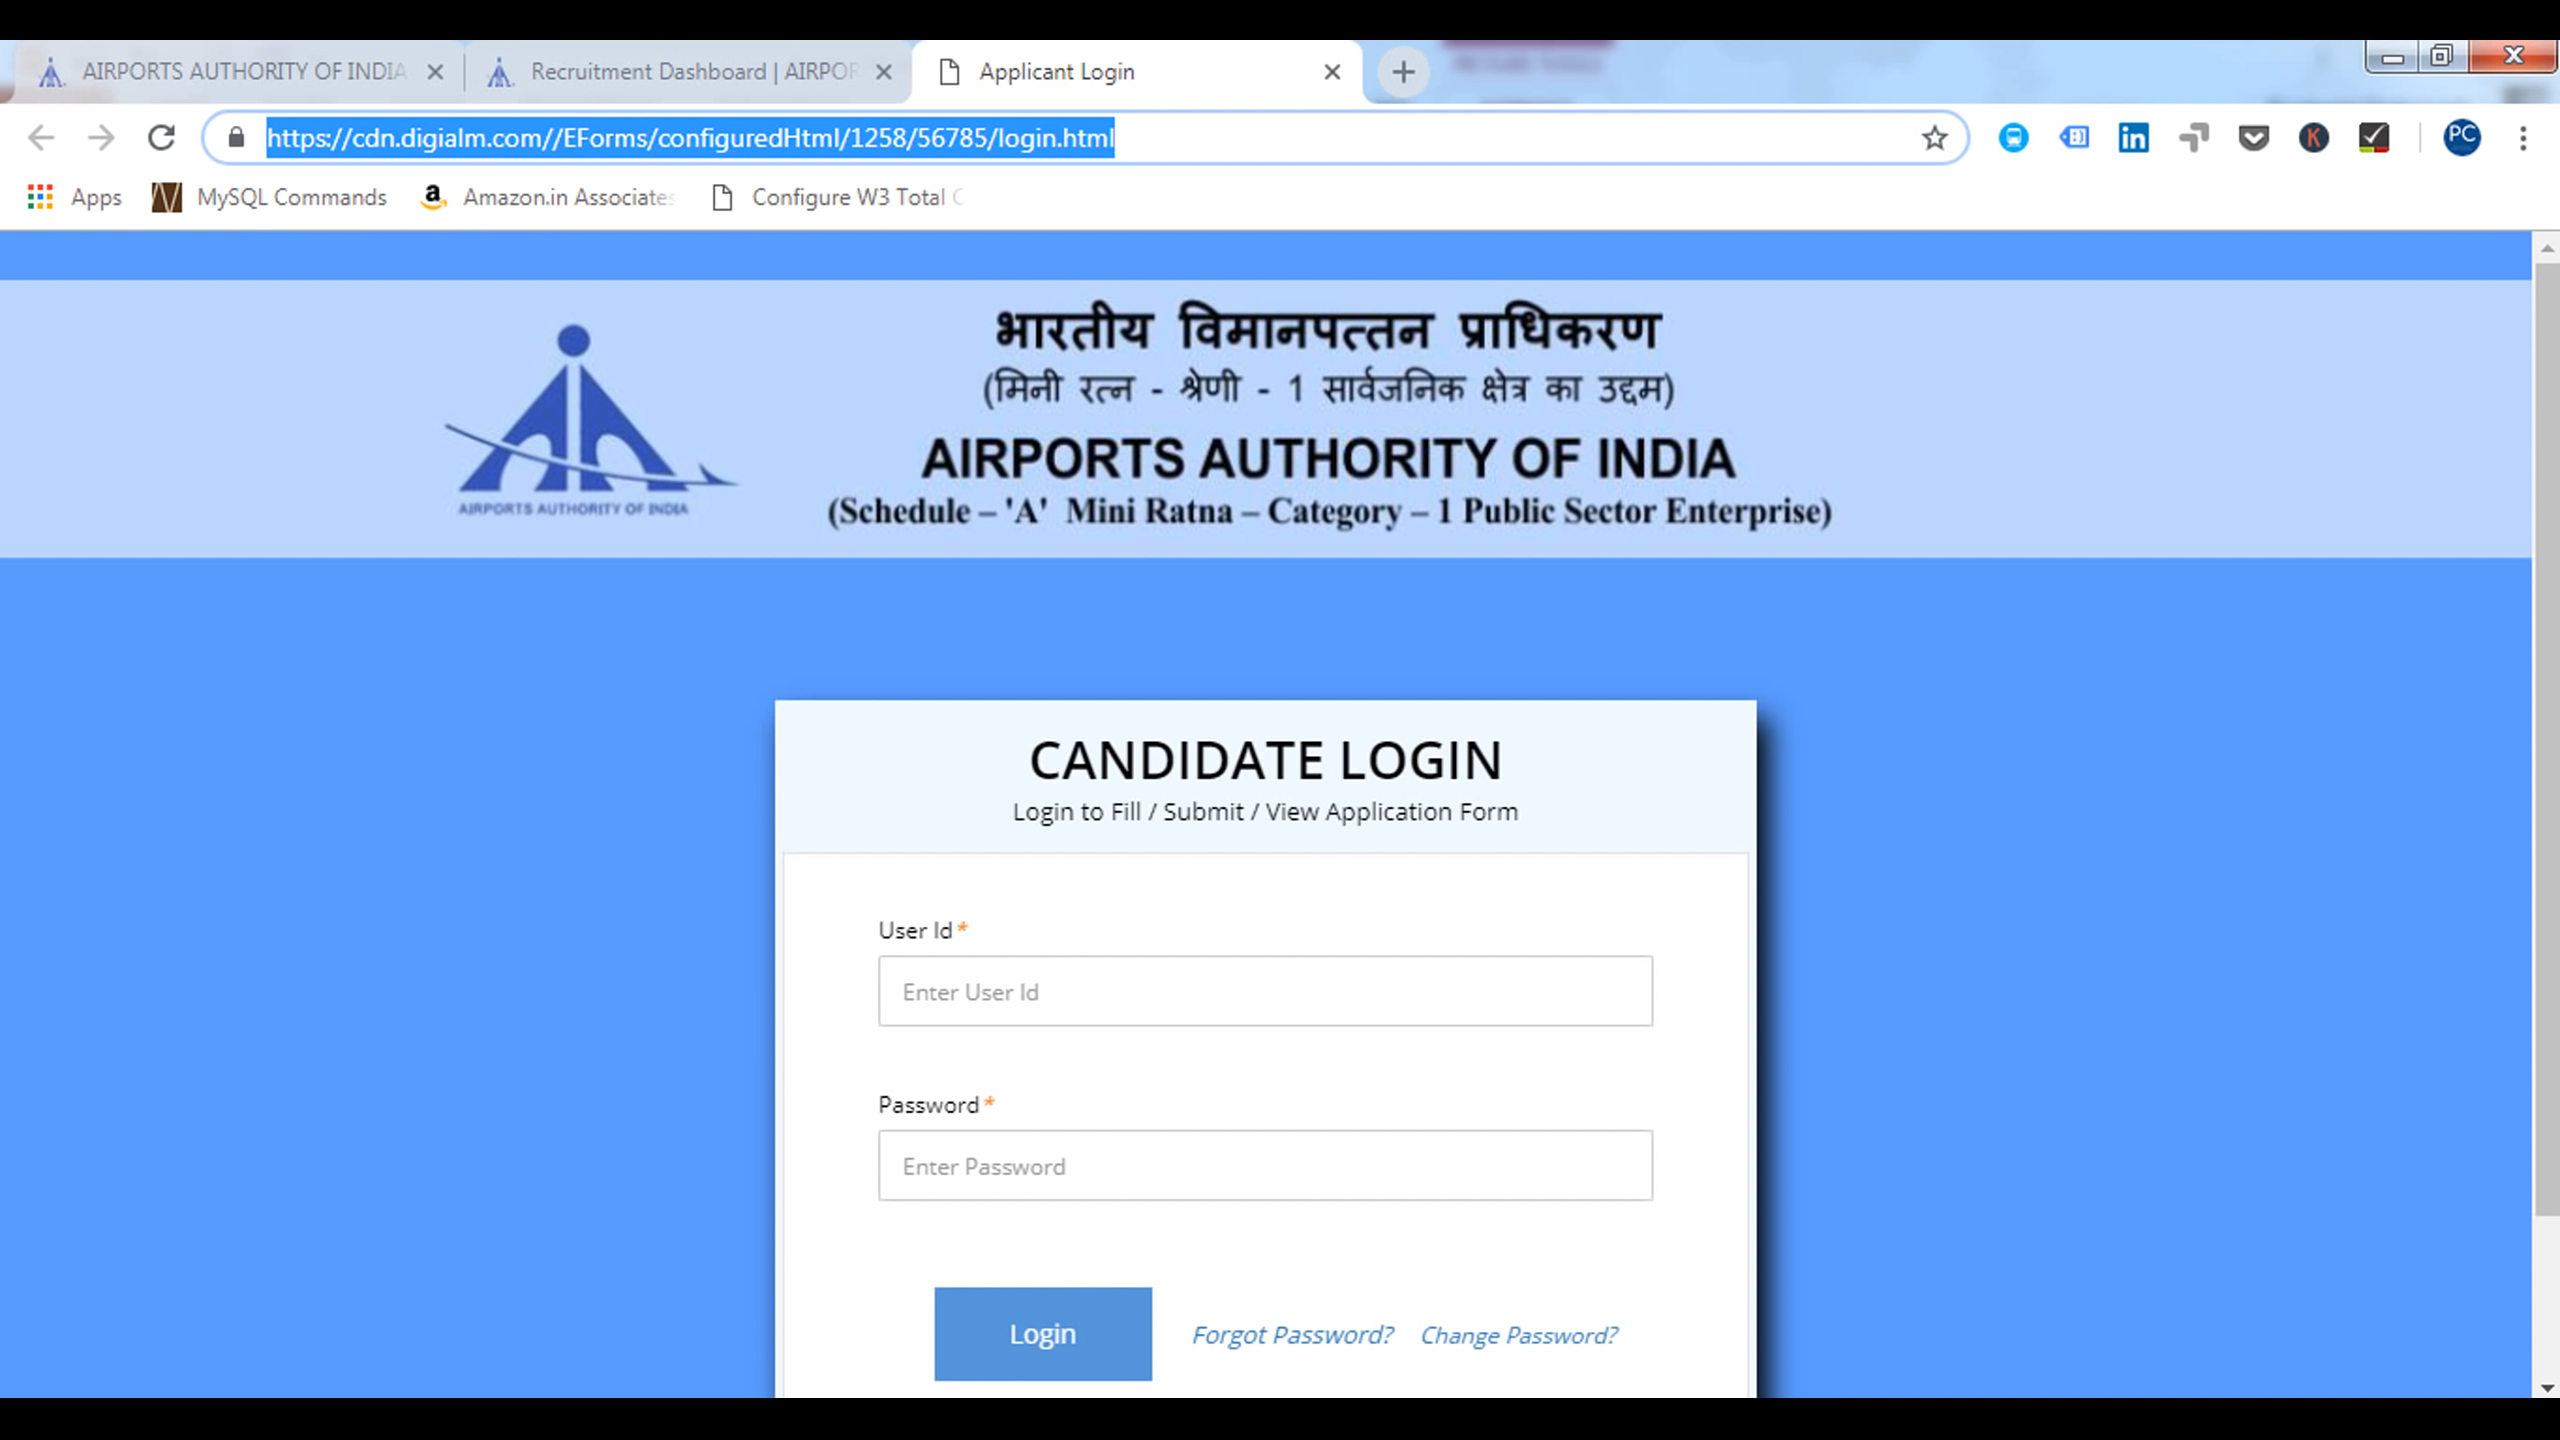 AIRPORTS AUTHORITY OF INDIA
Recruitment Dashboard | AIRPOR
Applicant Login
https://cdn.digialm.com//EForms/configuredHtml/1258/56785/login.html
PC
Apps
MySQL Commands
Amazon.in Associates
Configure W3 Total C
भारतीय विमानपत्तन प्राधिकरण
(मिनी रत्न - श्रेणी - 1 सार्वजनिक क्षेत्र का उद्दम)
AIRPORTS AUTHORITY OF INDIA
(Schedule – 'A' Mini Ratna – Category – 1 Public Sector Enterprise)
AIRPORTS AUTHORITY OF INDIA
CANDIDATE LOGIN
Login to Fill / Submit / View Application Form
User Id*
Enter User Id
Password*
Enter Password
Login
Forgot Password?
Change Password?